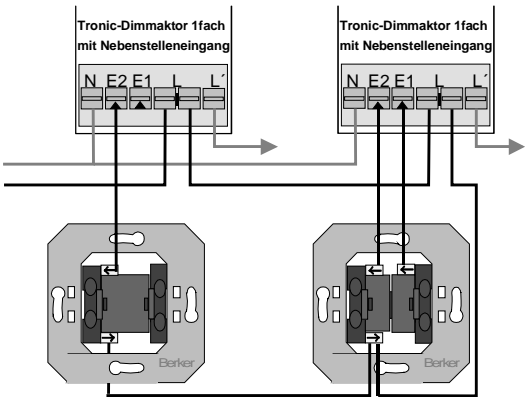 Tronic-Dimmaktor 1fach
mit Nebenstelleneingang
Tronic-Dimmaktor 1fach
mit Nebenstelleneingang
N E2 E1 L L´
N E2 E1 L L´
Berker
Berker